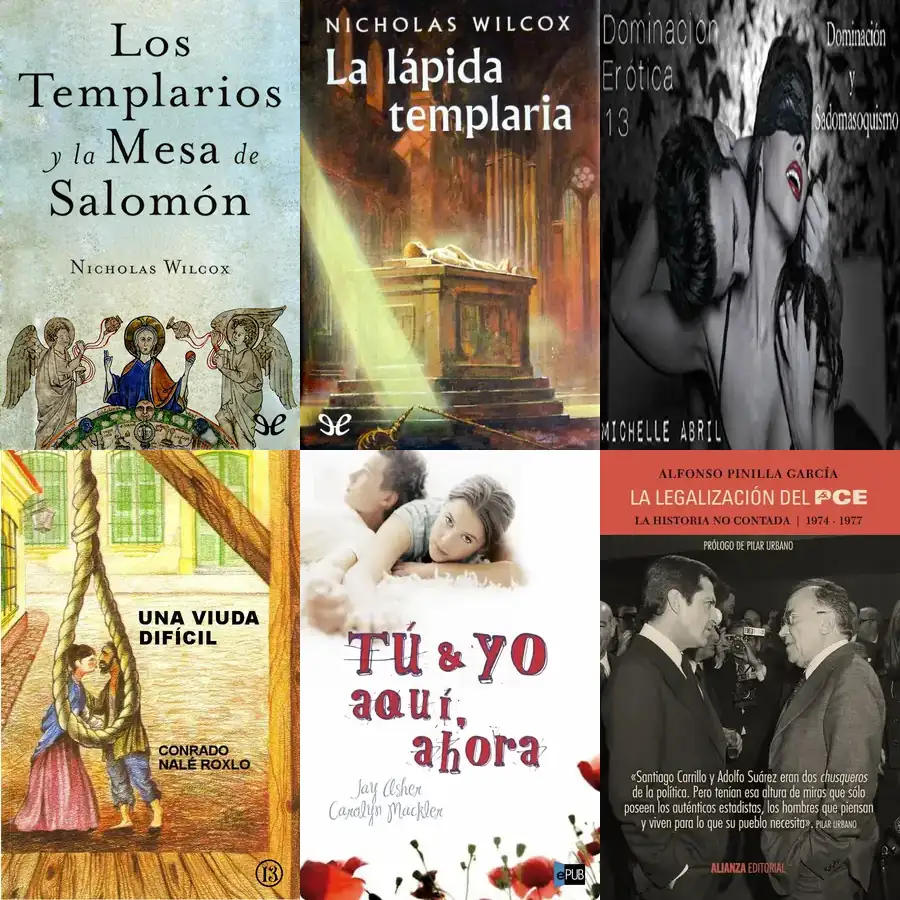 Los
Templarios
y la Mesa de
Salomón
Nicholas Wilcox
NICHOLAS WILCOX
La lápida
templaria
Dominación
Erótica
13
Dominación
y
Sadomasoquismo
MICHELLE ABRIL
UNA VIUDA
DIFÍCIL
CONRADO
NALÉ ROXLO
13
TÚ & YO
aquí,
ahora
Jay Asher
Carolyn Mackler
ePUB
ALFONSO PINILLA GARCÍA
LA LEGALIZACIÓN DEL PCE
LA HISTORIA NO CONTADA | 1974 - 1977
PRÓLOGO DE PILAR URBANO
«Santiago Carrillo y Adolfo Suárez eran dos chusqueros
de la política. Pero tenían esa altura de miras que sólo
poseen los auténticos estadistas, los hombres que piensan
y viven para lo que su pueblo necesita». PILAR URBANO
ALIANZA EDITORIAL